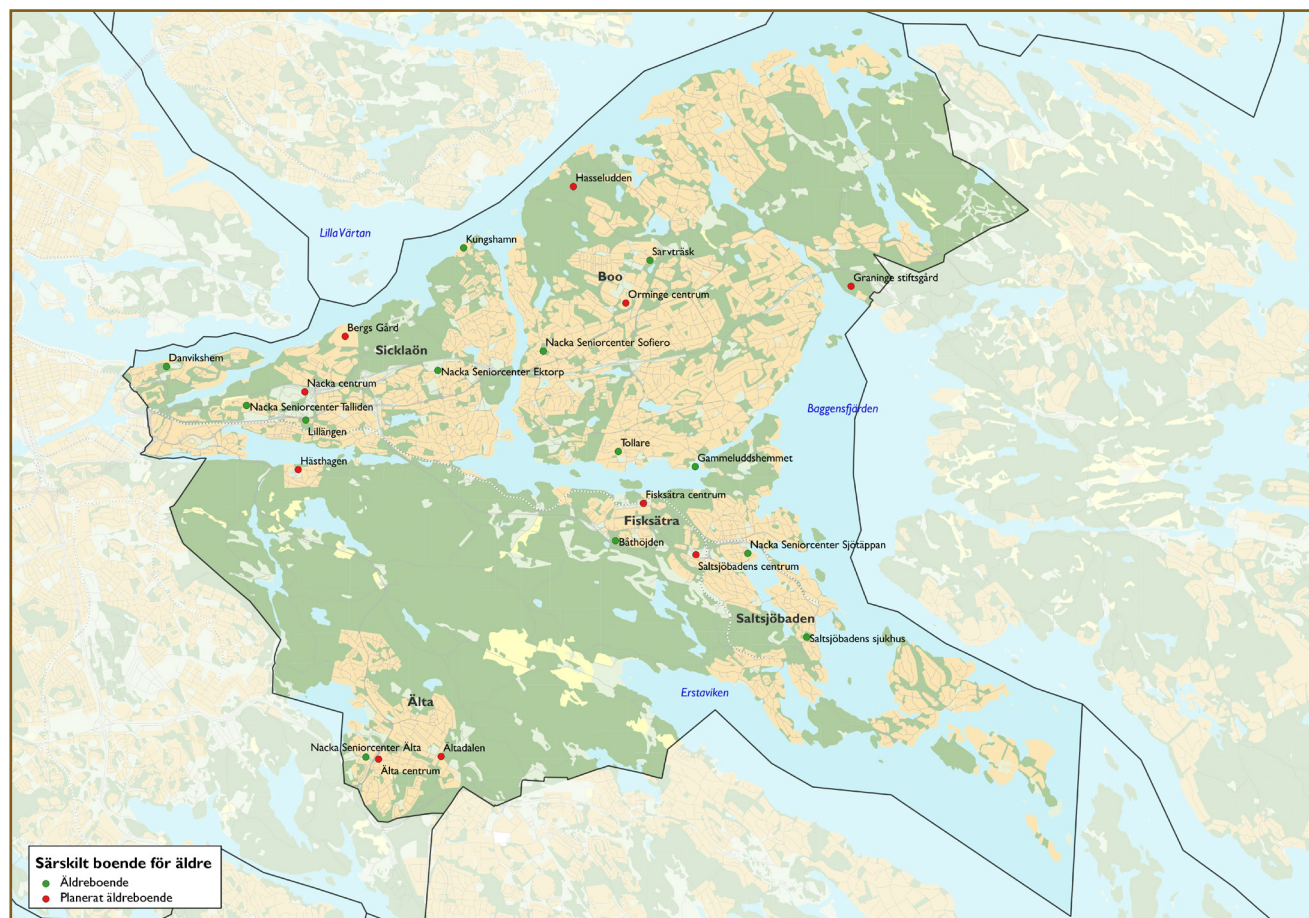 Hasseludden
Lilla Värtan
Kungshamn
Sarvträsk
Boo
Graninge stiftsgård
Orminge centrum
Bergs Gård
Sicklaön
Nacka Seniorcenter Sofiero
Danvikshem
Nacka Seniorcenter Ektorp
Nacka centrum
Nacka Seniorcenter Talliden
Baggensfjärden
Lillängen
Tollare
Hästhagen
Gammeluddshemmet
Fisksätra centrum
Fisksätra
Båthöjden
Nacka Seniorcenter Sjötäppan
Saltsjöbadens centrum
Saltsjöbaden
Saltsjöbadens sjukhus
Erstaviken
Älta
Nacka Seniorcenter Älta
Ältadalen
Älta centrum
Särskilt boende för äldre
Äldreboende
Planerat äldreboende